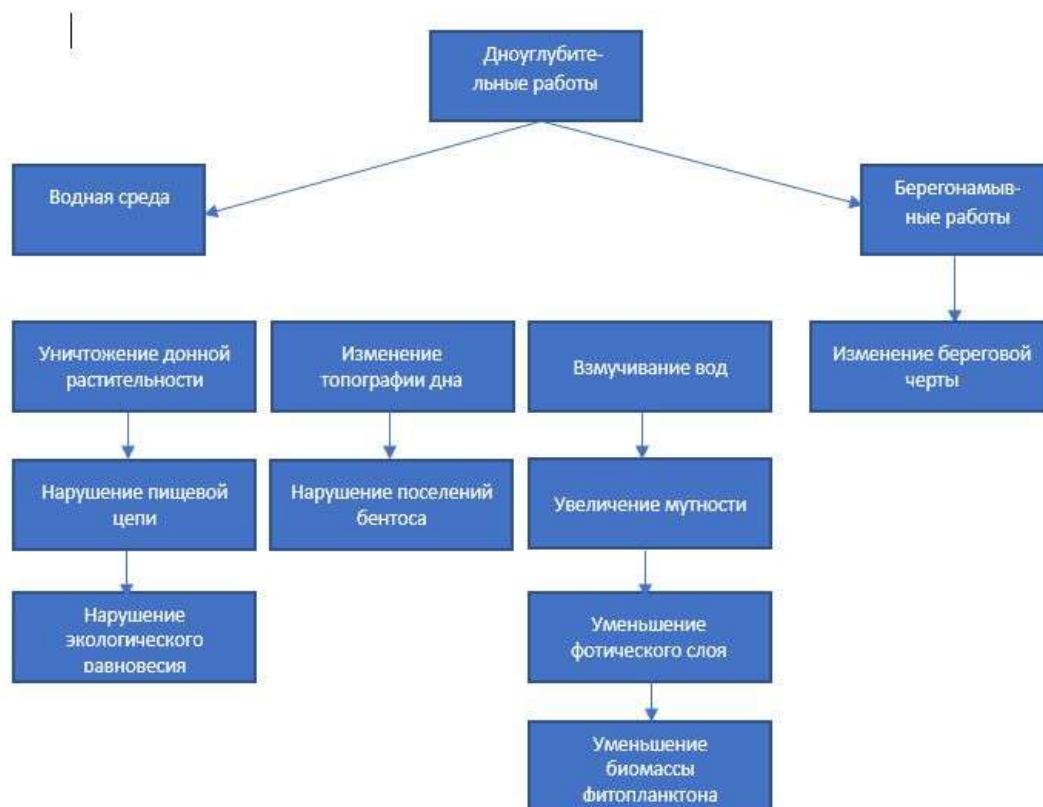 Дноуглубите-
льные работы
Водная среда
Берегонамыв-
ные работы
Уничтожение донной
растительности
Изменение
топографии дна
Взмучивание вод
Изменение береговой
черты
Нарушение пищевой
цепи
Нарушение поселений
бентоса
Увеличение мутности
Нарушение
экологического
равновесия
Уменьшение
фотического слоя
Уменьшение
биомассы
фитопланктона